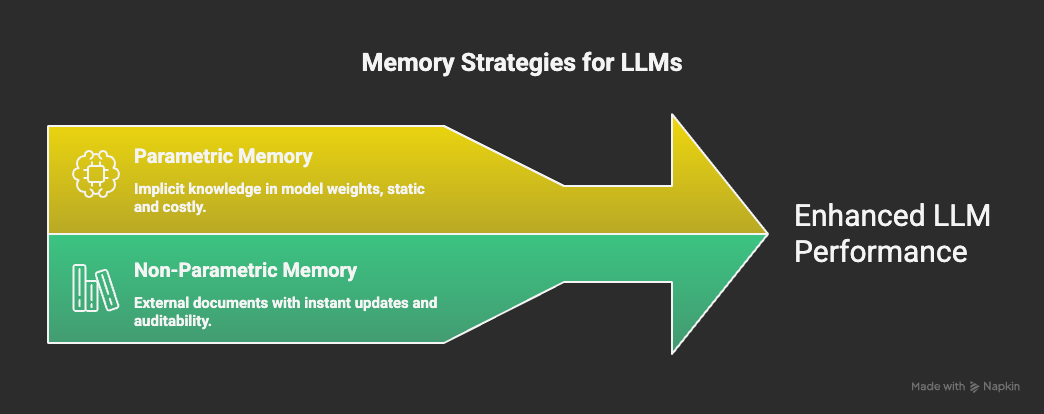 Memory Strategies for LLMs
Parametric Memory
Implicit knowledge in model weights, static
and costly.
Non-Parametric Memory
External documents with instant updates and
auditability.
Enhanced LLM
Performance
Made with Napkin